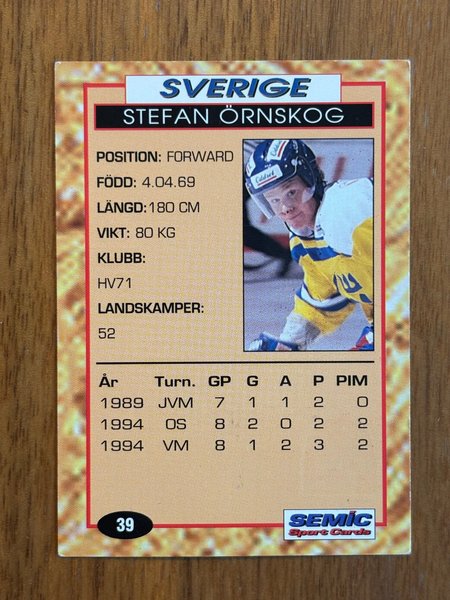 SVERIGE
STEFAN ÖRNSKOG
POSITION: FORWARD
FÖDD: 4.04.69
LÄNGD: 180 CM
VIKT: 80 KG
KLUBB:
HV71
LANDSKAMPER:
52
År Turn. GP G A P PIM
1989 JVM 7 1 1 2 0
1994 OS 8 2 0 2 2
1994 VM 8 1 2 3 2
39
SEMIC
Sport Cards